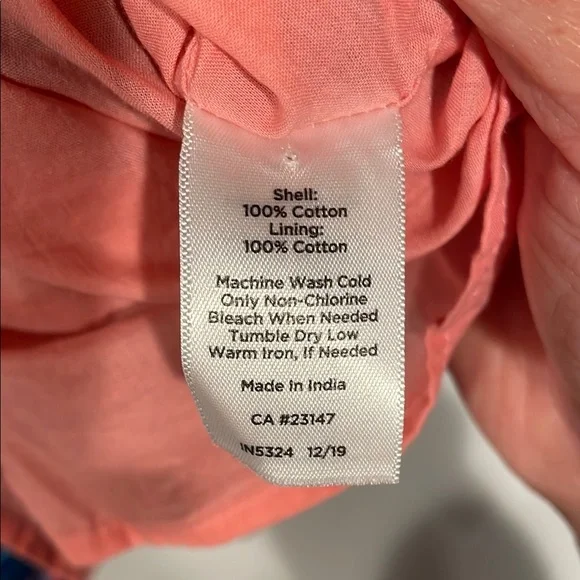 Shell:
100% Cotton
Lining:
100% Cotton
Machine Wash Cold
Only Non-Chlorine
Bleach When Needed
Tumble Dry Low
Warm Iron, If Needed
Made In India
CA #23147
IN5324 12/19